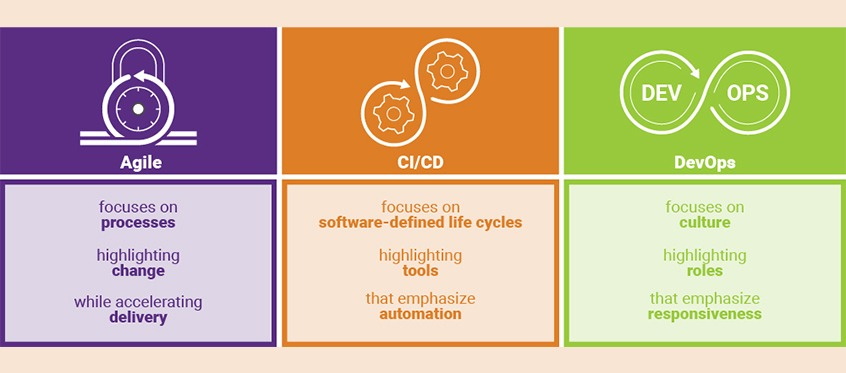 Agile
focuses on
processes
highlighting
change
while accelerating
delivery
CI/CD
focuses on
software-defined life cycles
highlighting
tools
that emphasize
automation
DEV
OPS
DevOps
focuses on
culture
highlighting
roles
that emphasize
responsiveness